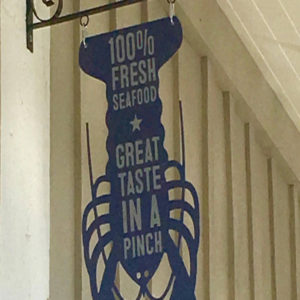 100%
FRESH
SEAFOOD
GREAT
TASTE
IN A
PINCH